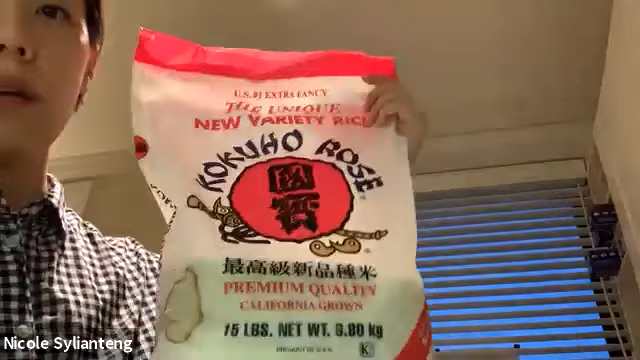 U.S. #1 EXTRA FANCY
THE UNIQUE
NEW VARIETY RICE
KOKUHO ROSE
®
國寶
®
最高級新品種米
PREMIUM QUALITY
CALIFORNIA GROWN
15 LBS. NET WT. 6.80 kg
K
Nicole Sylianteng